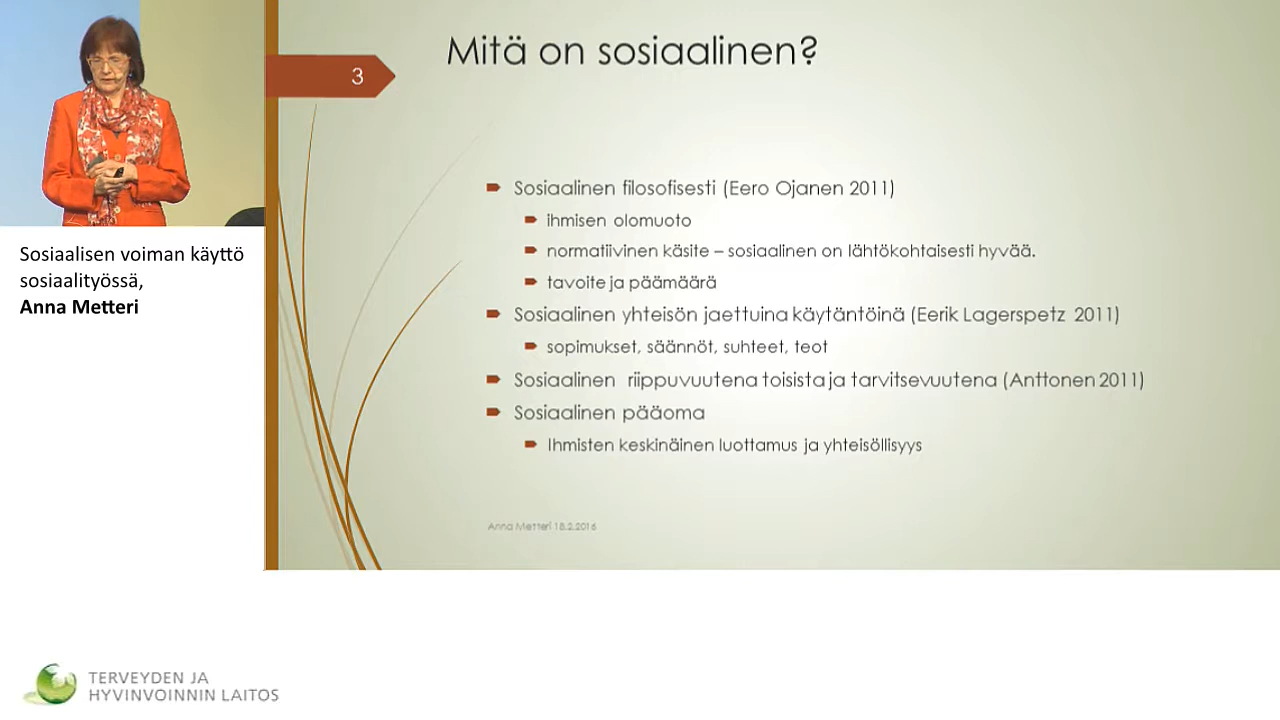 Mitä on sosiaalinen?
3
Sosiaalinen filosofisesti (Eero Ojanen 2011)
ihmisen olomuoto
normatiivinen käsite – sosiaalinen on lähtökohtaisesti hyvää.
tavoite ja päämäärä
Sosiaalinen yhteisön jaettuina käytäntöinä (Eerik Lagerspetz 2011)
sopimukset, säännöt, suhteet, teot
Sosiaalinen riippuvuutena toisista ja tarvitsevuutena (Anttonen 2011)
Sosiaalinen pääoma
Ihmisten keskinäinen luottamus ja yhteisöllisyys
Anna Metteri 18.2.2016
Sosiaalisen voiman käyttö
sosiaalityössä,
Anna Metteri
TERVEYDEN JA
HYVINVOINNIN LAITOS